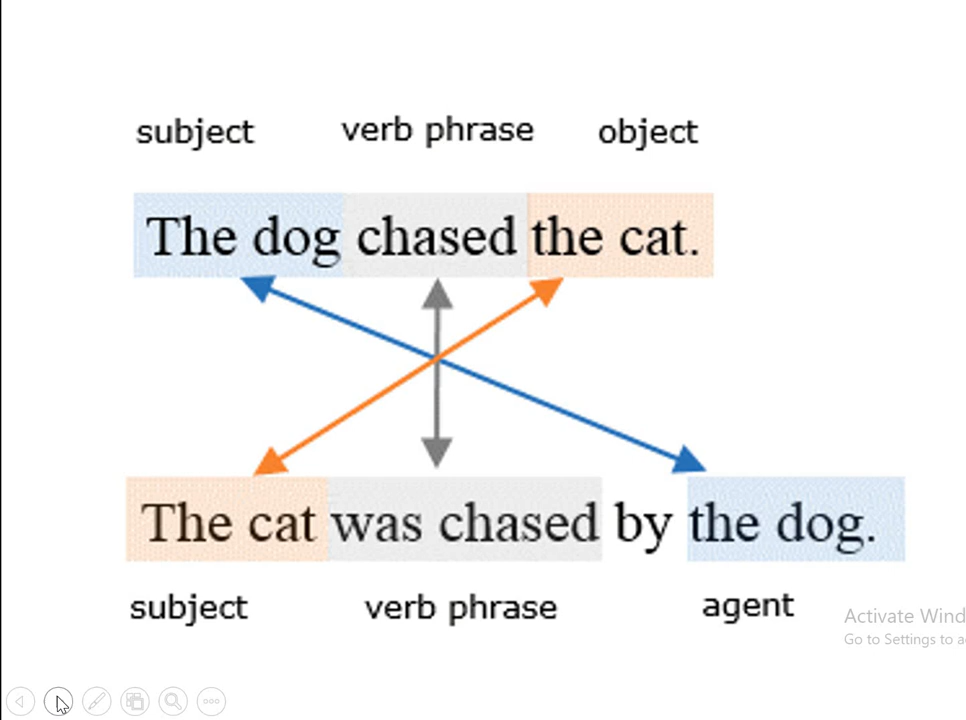 subject verb phrase object
The dog chased the cat.
The cat was chased by the dog.
subject verb phrase agent
Activate Wind
Go to Settings to a